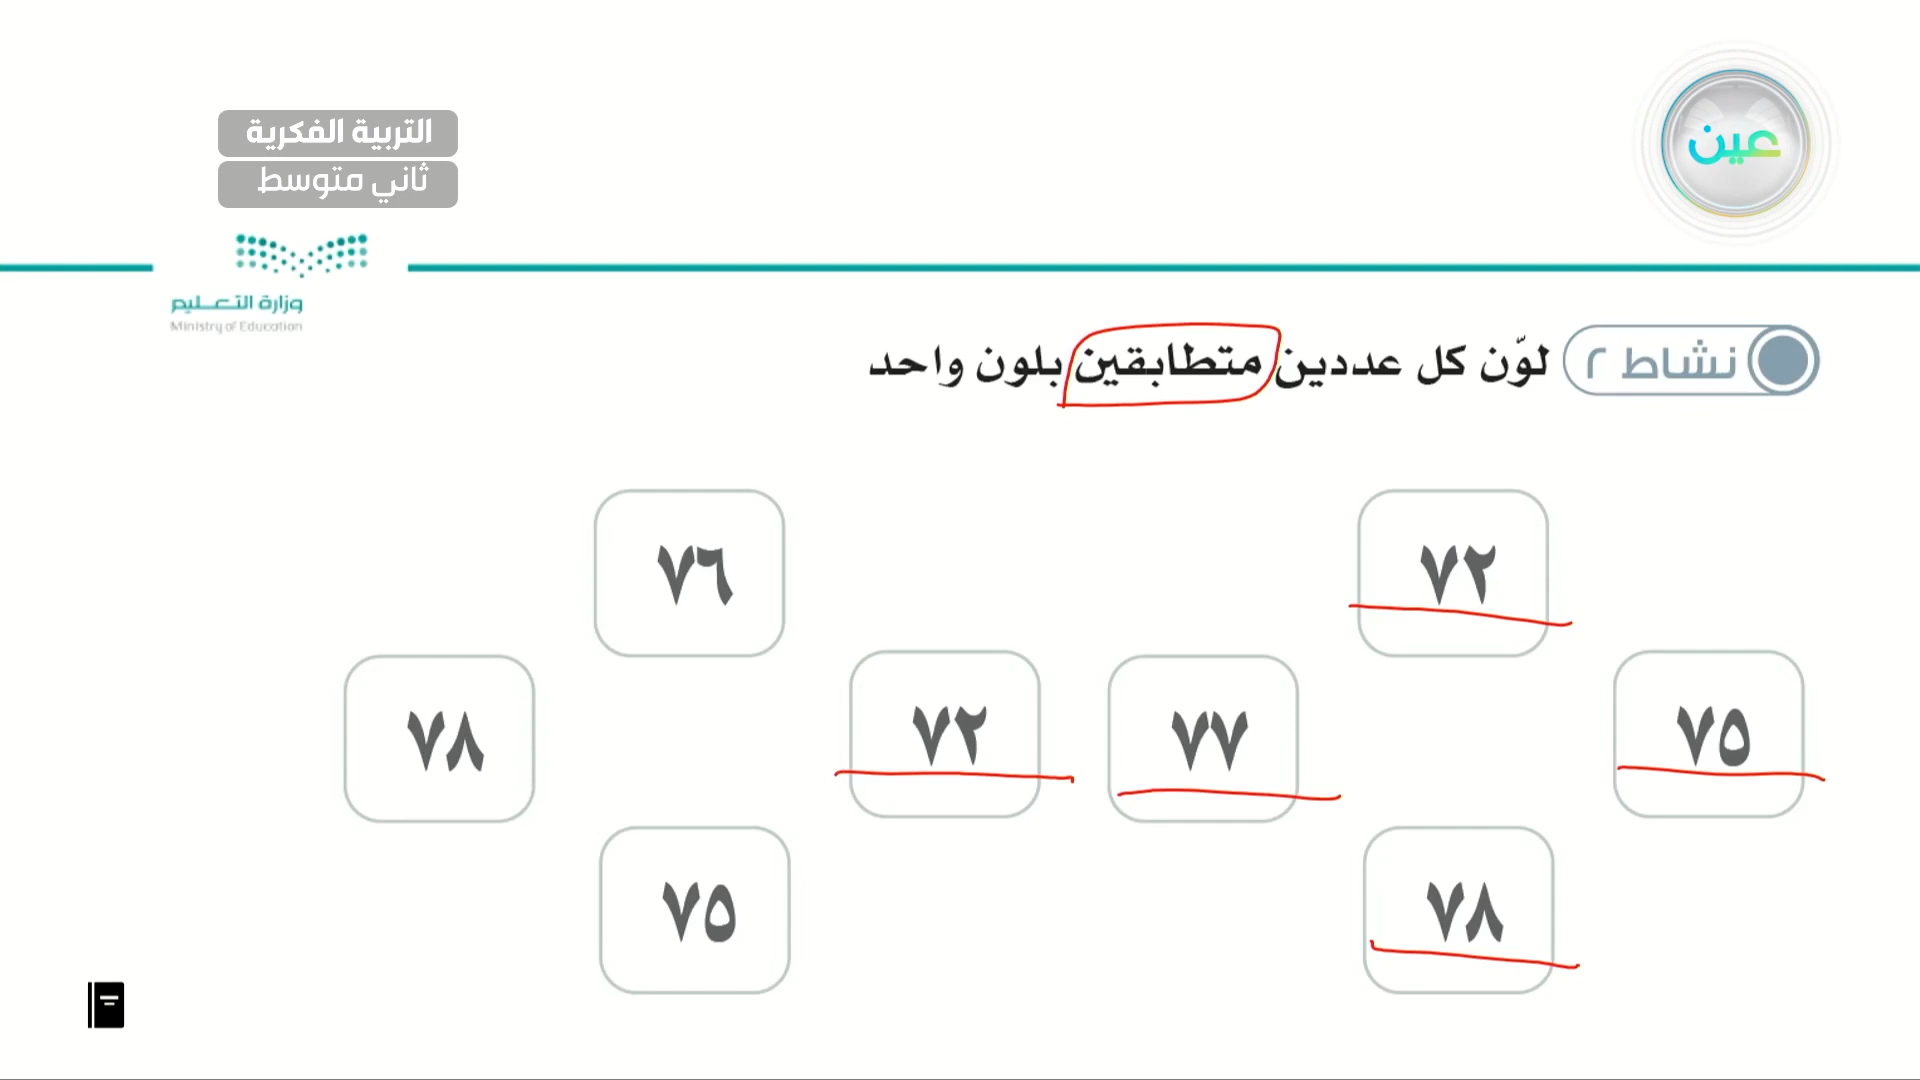 عين
التربية الفكرية
ثاني متوسط
وزارة التعليم
Ministry of Education
نشاط ٢ لوّن كل عددين متطابقين بلون واحد
٧٢
٧٦
٧٥
٧٧
٧٢
٧٨
٧٨
٧٥